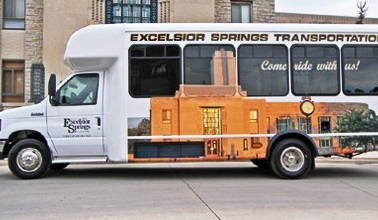 EXCELSIOR SPRINGS TRANSPORTATION
Come ride with us!
Excelsior
Springs